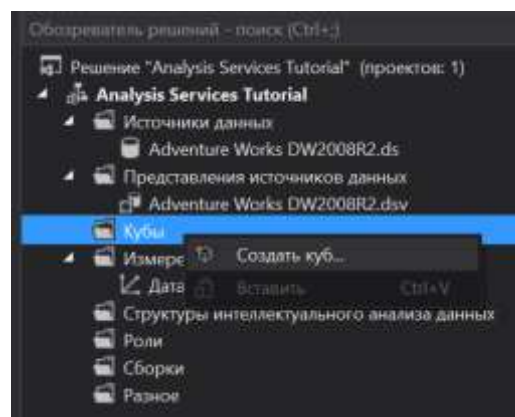 Обозреватель решений - поиск (Ctrl+;)
Решение "Analysis Services Tutorial" (проектов: 1)
Analysis Services Tutorial
Источники данных
Adventure Works DW2008R2.ds
Представления источников данных
Adventure Works DW2008R2.dsv
Кубы
Создать куб...
Измере
Дата
Вставить Ctrl+V
Структуры интеллектуального анализа данных
Роли
Сборки
Разное